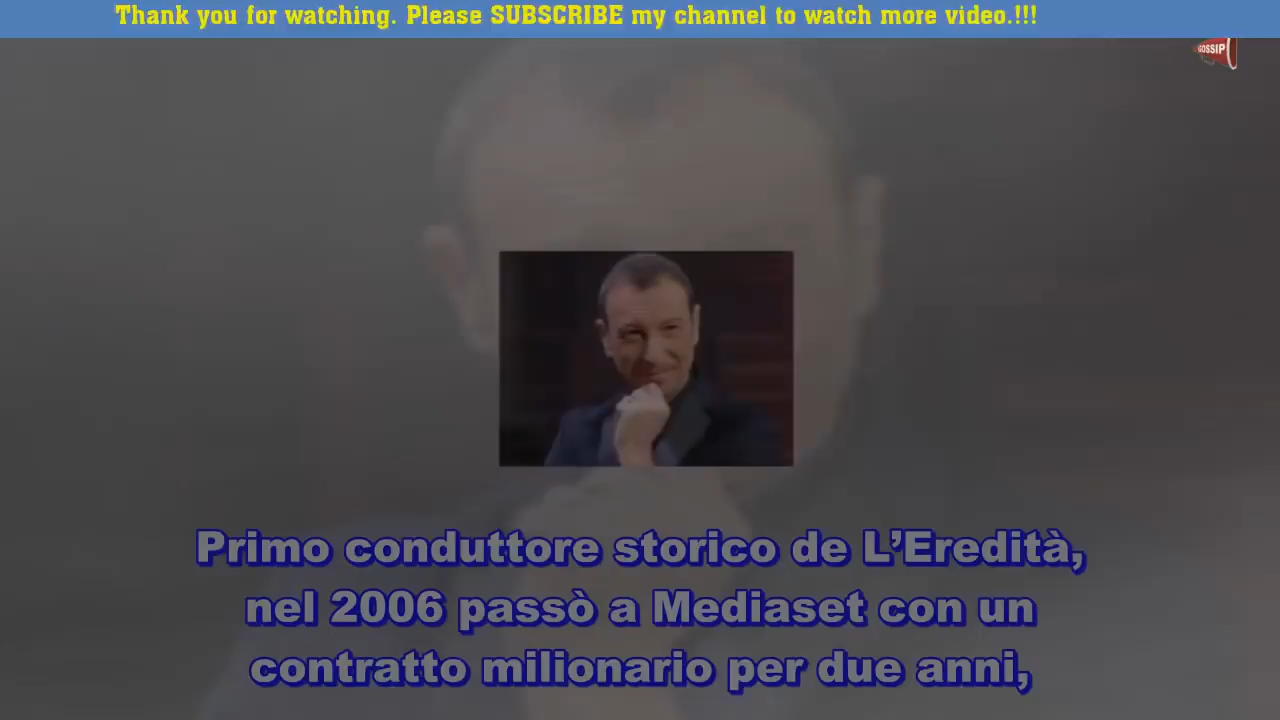 Thank you for watching. Please SUBSCRIBE my channel to watch more video.!!!
GOSSIP
Primo conduttore storico de L’Eredità,
nel 2006 passò a Mediaset con un
contratto milionario per due anni,